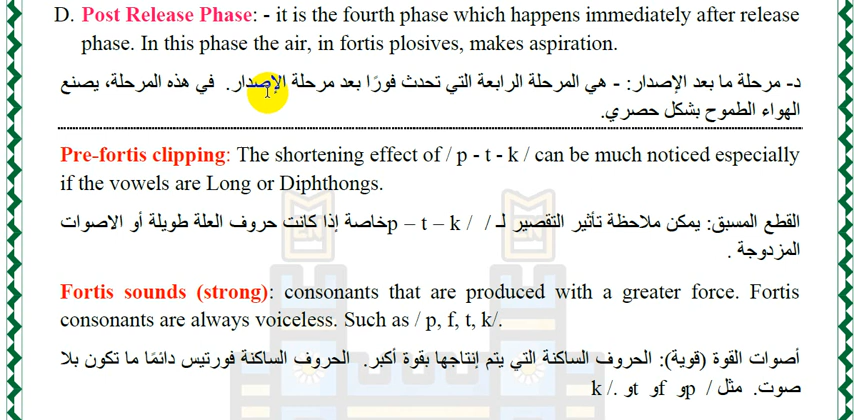 D. Post Release Phase: - it is the fourth phase which happens immediately after release
phase. In this phase the air, in fortis plosives, makes aspiration.
د- مرحلة ما بعد الإصدار: - هي المرحلة الرابعة التي تحدث فورًا بعد مرحلة الإصدار. في هذه المرحلة، يصنع
الهواء الطموح بشكل حصري.
Pre-fortis clipping: The shortening effect of / p - t - k / can be much noticed especially
if the vowels are Long or Diphthongs.
القطع المسبق: يمكن ملاحظة تأثير التقصير لـ / p – t – k / خاصة إذا كانت حروف العلة طويلة أو الاصوات
المزدوجة .
Fortis sounds (strong): consonants that are produced with a greater force. Fortis
consonants are always voiceless. Such as / p, f, t, k/.
أصوات القوة (قوية): الحروف الساكنة التي يتم إنتاجها بقوة أكبر. الحروف الساكنة فورتيس دائمًا ما تكون بلا
صوت. مثل / p و f و t و k /.